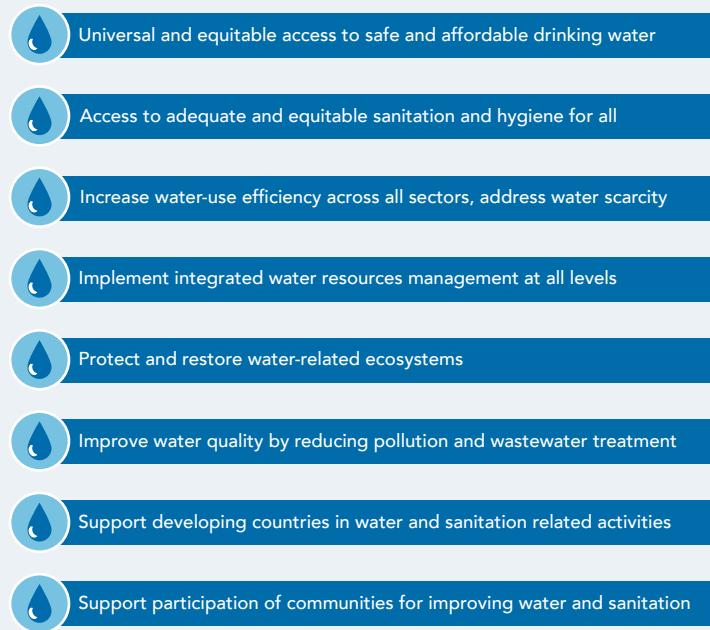 Universal and equitable access to safe and affordable drinking water
Access to adequate and equitable sanitation and hygiene for all
Increase water-use efficiency across all sectors, address water scarcity
Implement integrated water resources management at all levels
Protect and restore water-related ecosystems
Improve water quality by reducing pollution and wastewater treatment
Support developing countries in water and sanitation related activities
Support participation of communities for improving water and sanitation